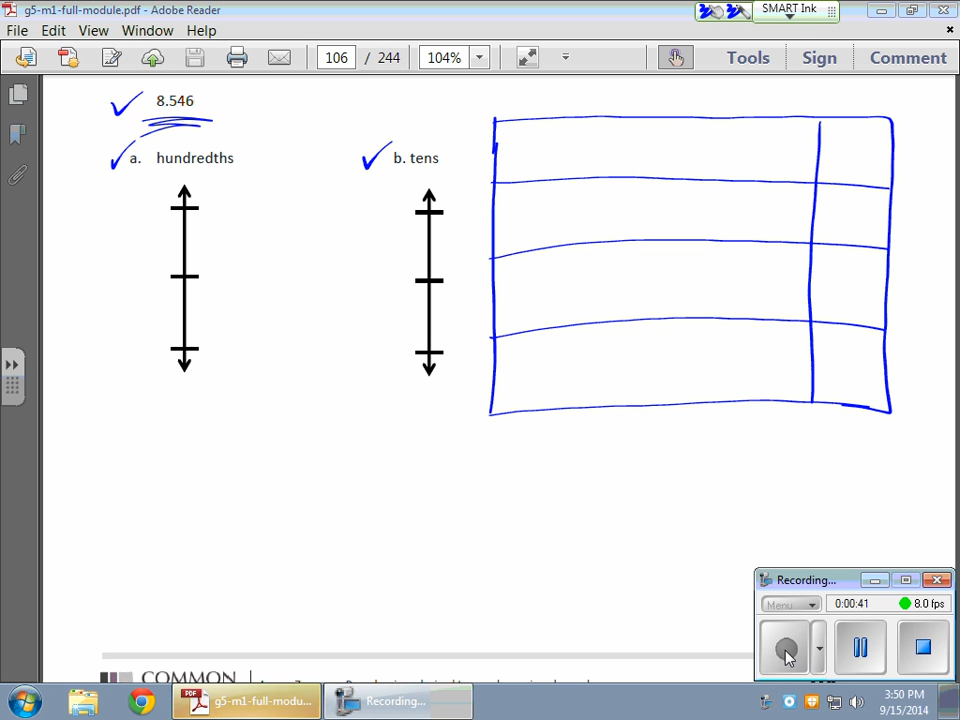 g5-m1-full-module.pdf - Adobe Reader
SMART Ink
File Edit View Window Help
106 / 244 104% Tools Sign Comment
8.546
a. hundredths b. tens
Recording...
Menu 0:00:41 8.0 fps
COMMON
g5-m1-full-modu... Recording...
3:50 PM
9/15/2014